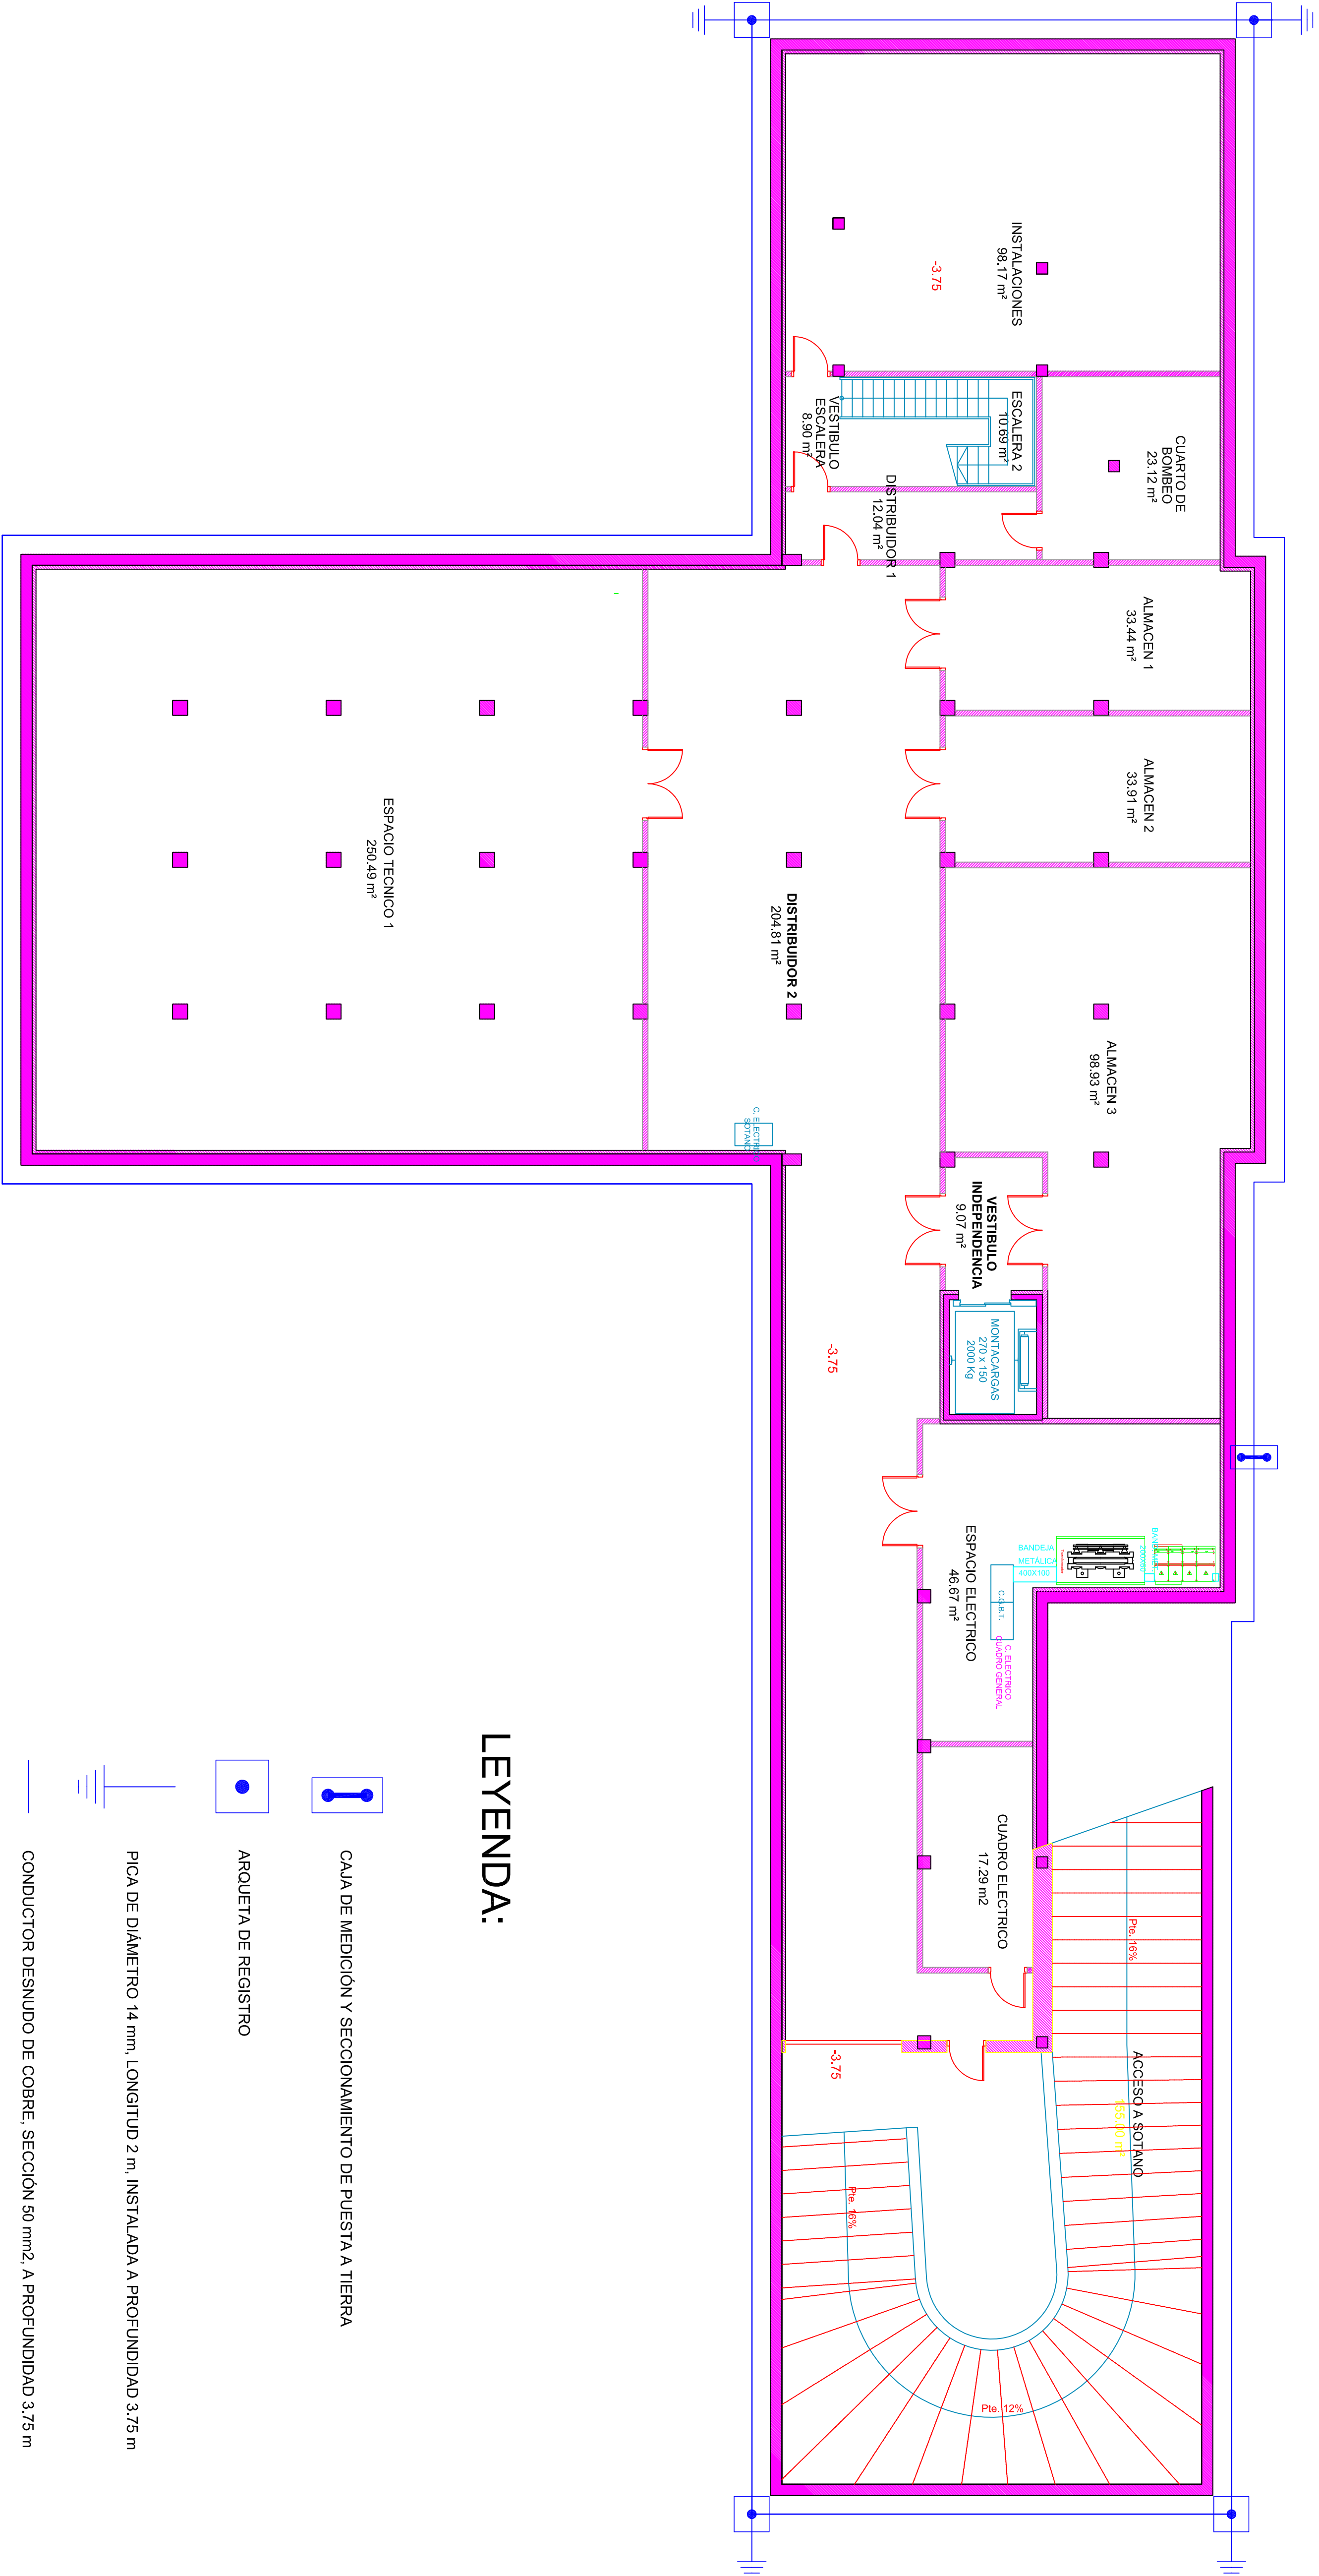 INSTALACIONES
98.17 m²
-3.75
CUARTO DE
BOMBEO
23.12 m²
ESCALERA 2
10.69 m²
VESTIBULO
ESCALERA
8.90 m²
DISTRIBUIDOR 1
12.04 m²
ALMACEN 1
33.44 m²
ALMACEN 2
33.91 m²
ESPACIO TECNICO 1
250.49 m²
DISTRIBUIDOR 2
204.81 m²
ALMACEN 3
98.93 m²
C. ELECTRICO
SOTANO
VESTIBULO
INDEPENDENCIA
9.07 m²
MONTACARGAS
270 x 150
2000 Kg
-3.75
ESPACIO ELECTRICO
46.67 m²
BANDEJA
METÁLICA
400X100
200X60
C.G.B.T.
C. ELECTRICO
CUADRO GENERAL
CUADRO ELECTRICO
17.29 m2
Pte. 16%
ACCESO A SOTANO
-3.75
Pte. 16%
Pte. 12%
LEYENDA:
CAJA DE MEDICIÓN Y SECCIONAMIENTO DE PUESTA A TIERRA
ARQUETA DE REGISTRO
PICA DE DIÁMETRO 14 mm, LONGITUD 2 m, INSTALADA A PROFUNDIDAD 3.75 m
CONDUCTOR DESNUDO DE COBRE, SECCIÓN 50 mm2, A PROFUNDIDAD 3.75 m